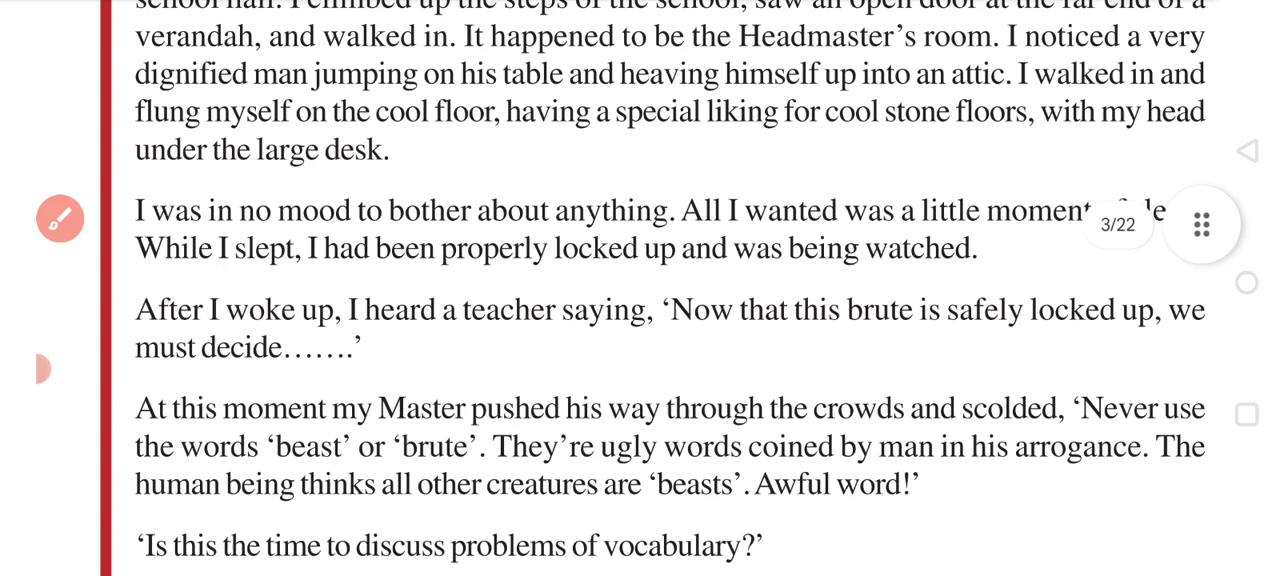 verandah, and walked in. It happened to be the Headmaster’s room. I noticed a very
dignified man jumping on his table and heaving himself up into an attic. I walked in and
flung myself on the cool floor, having a special liking for cool stone floors, with my head
under the large desk.
I was in no mood to bother about anything. All I wanted was a little moment
3/22
While I slept, I had been properly locked up and was being watched.
After I woke up, I heard a teacher saying, ‘Now that this brute is safely locked up, we
must decide.......’
At this moment my Master pushed his way through the crowds and scolded, ‘Never use
the words ‘beast’ or ‘brute’. They’re ugly words coined by man in his arrogance. The
human being thinks all other creatures are ‘beasts’. Awful word!’
‘Is this the time to discuss problems of vocabulary?’